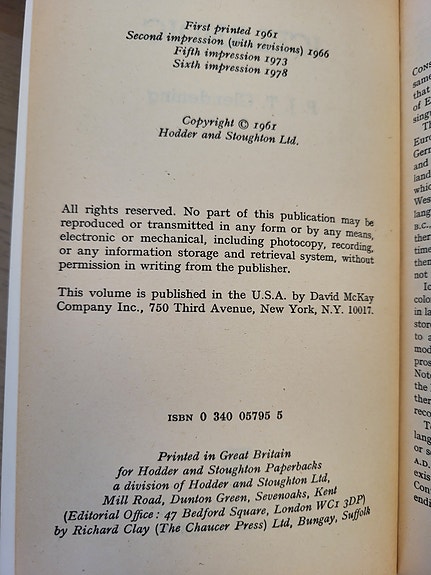 First printed 1961
Second impression (with revisions) 1966
Fifth impression 1973
Sixth impression 1978
Copyright © 1961
Hodder and Stoughton Ltd.
All rights reserved. No part of this publication may be
reproduced or transmitted in any form or by any means,
electronic or mechanical, including photocopy, recording,
or any information storage and retrieval system, without
permission in writing from the publisher.
This volume is published in the U.S.A. by David McKay
Company Inc., 750 Third Avenue, New York, N.Y. 10017.
ISBN 0 340 05795 5
Printed in Great Britain
for Hodder and Stoughton Paperbacks
a division of Hodder and Stoughton Ltd,
Mill Road, Dunton Green, Sevenoaks, Kent
(Editorial Office: 47 Bedford Square, London WC1 3DP)
by Richard Clay (The Chaucer Press) Ltd, Bungay, Suffolk